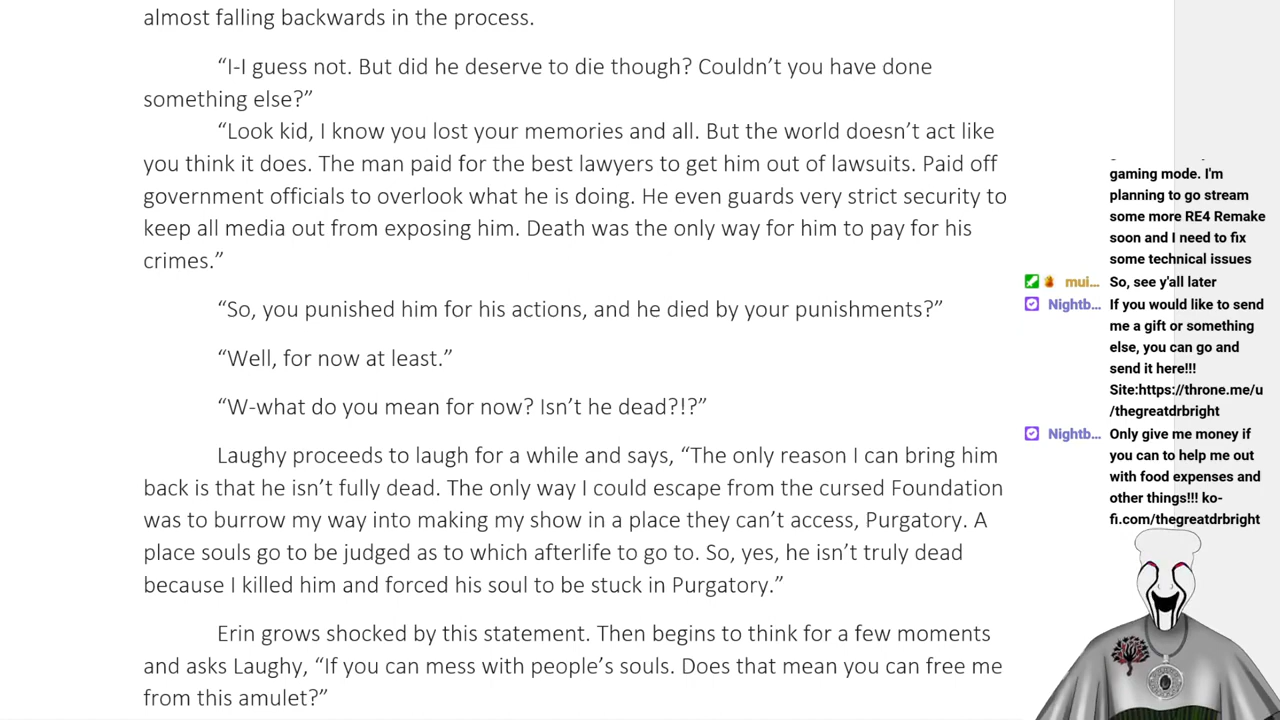 almost falling backwards in the process.
“I-I guess not. But did he deserve to die though? Couldn’t you have done
something else?”
“Look kid, I know you lost your memories and all. But the world doesn’t act like
you think it does. The man paid for the best lawyers to get him out of lawsuits. Paid off
government officials to overlook what he is doing. He even guards very strict security to
keep all media out from exposing him. Death was the only way for him to pay for his
crimes.”
“So, you punished him for his actions, and he died by your punishments?”
“Well, for now at least.”
“W-what do you mean for now? Isn’t he dead?!?”
Laughy proceeds to laugh for a while and says, “The only reason I can bring him
back is that he isn’t fully dead. The only way I could escape from the cursed Foundation
was to burrow my way into making my show in a place they can’t access, Purgatory. A
place souls go to be judged as to which afterlife to go to. So, yes, he isn’t truly dead
because I killed him and forced his soul to be stuck in Purgatory.”
Erin grows shocked by this statement. Then begins to think for a few moments
and asks Laughy, “If you can mess with people’s souls. Does that mean you can free me
from this amulet?”
gaming mode. I'm
planning to go stream
some more RE4 Remake
soon and I need to fix
some technical issues
mui... So, see y'all later
Nightb... If you would like to send
me a gift or something
else, you can go and
send it here!!!
Site:https://throne.me/u
/thegreatdrbright
Nightb... Only give me money if
you can to help me out
with food expenses and
other things!!! ko-
fi.com/thegreatdrbright